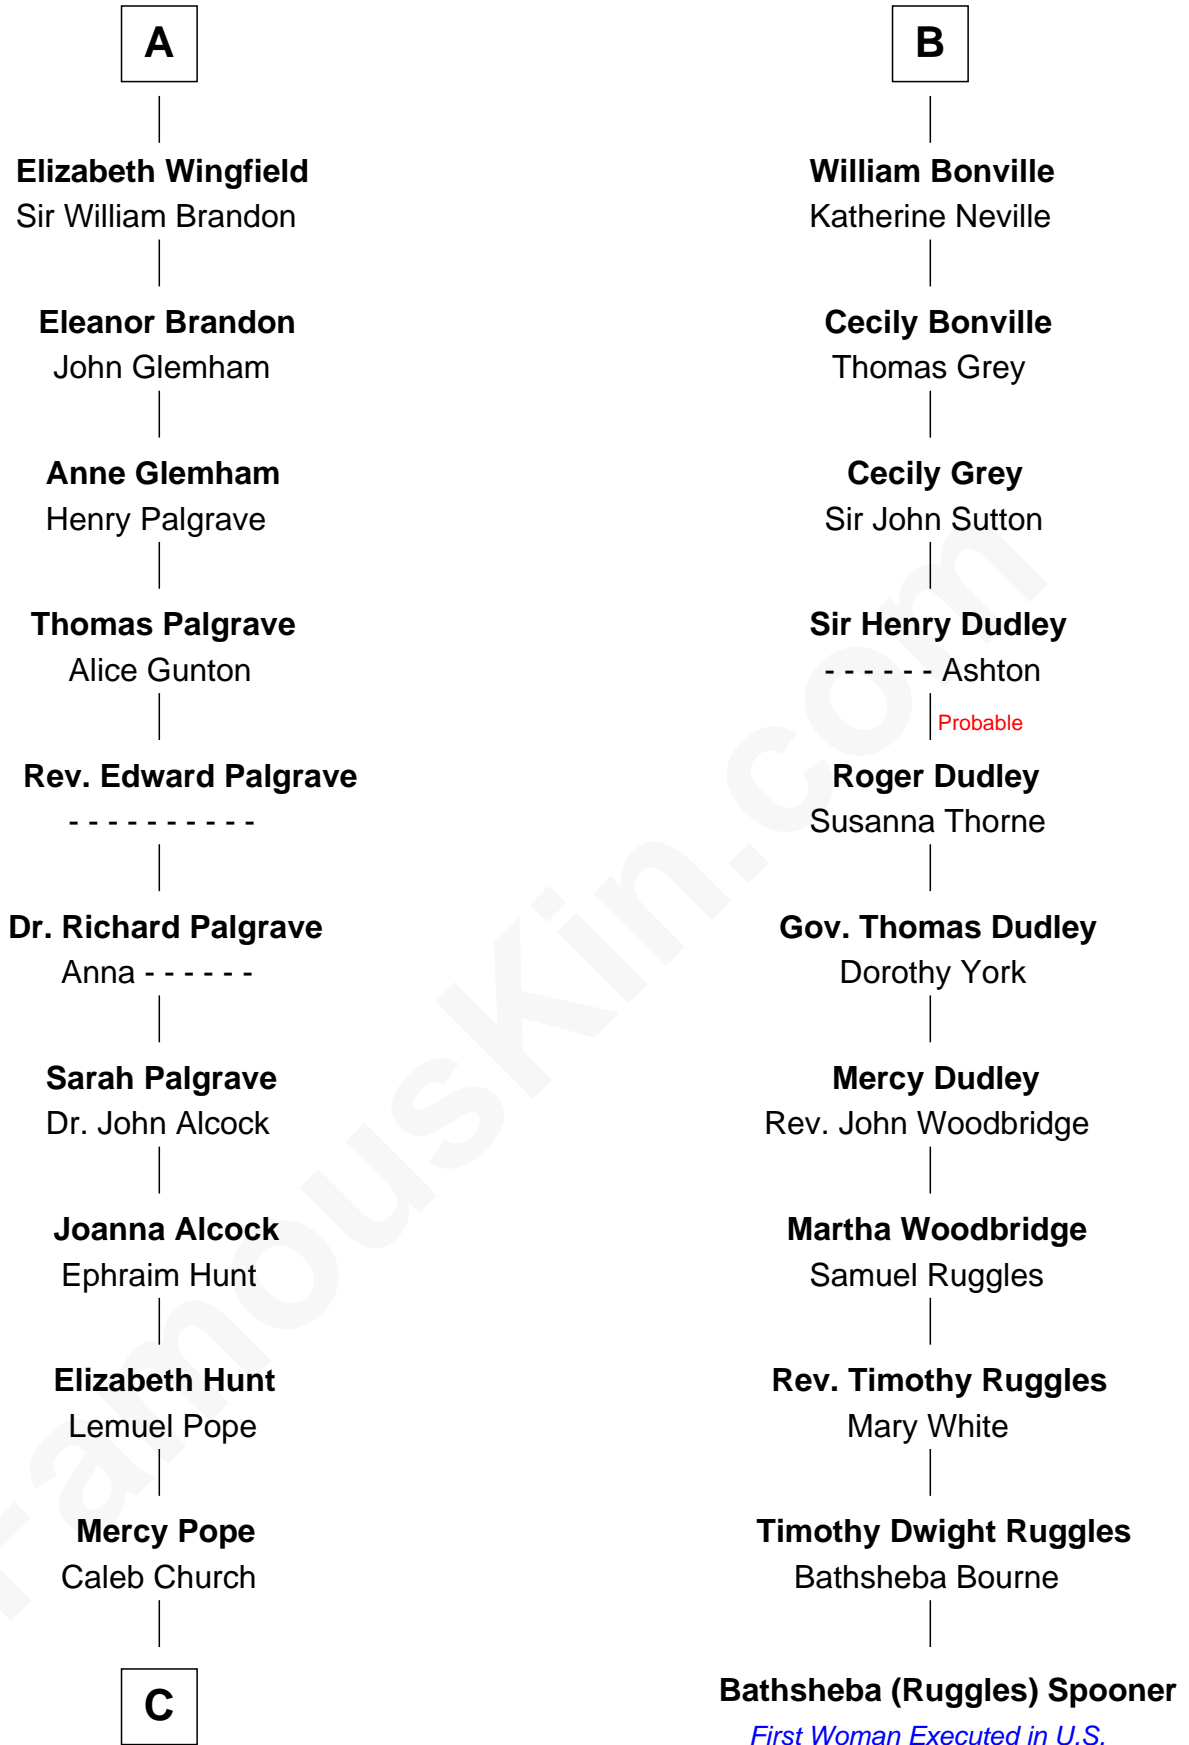 A
Elizabeth Wingfield
Sir William Brandon
Eleanor Brandon
John Glemham
Anne Glemham
Henry Palgrave
Thomas Palgrave
Alice Gunton
Rev. Edward Palgrave
- - - - - - - - - -
Dr. Richard Palgrave
Anna - - - - - -
Sarah Palgrave
Dr. John Alcock
Joanna Alcock
Ephraim Hunt
Elizabeth Hunt
Lemuel Pope
Mercy Pope
Caleb Church
C
B
William Bonville
Katherine Neville
Cecily Bonville
Thomas Grey
Cecily Grey
Sir John Sutton
Sir Henry Dudley
- - - - - - Ashton
Probable
Roger Dudley
Susanna Thorne
Gov. Thomas Dudley
Dorothy York
Mercy Dudley
Rev. John Woodbridge
Martha Woodbridge
Samuel Ruggles
Rev. Timothy Ruggles
Mary White
Timothy Dwight Ruggles
Bathsheba Bourne
Bathsheba (Ruggles) Spooner
First Woman Executed in U.S.
FamousKin.com